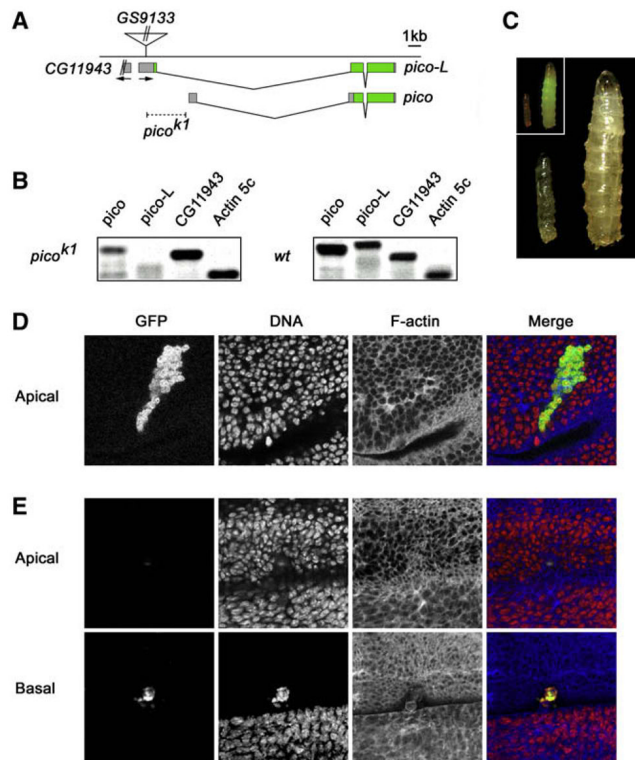 A
GS9133
1kb
CG11943
pico-L
pico
pico^k1
B
pico pico-L CG11943 Actin 5c
pico pico-L CG11943 Actin 5c
pico^k1
wt
C
D
GFP DNA F-actin Merge
Apical
E
Apical
Basal